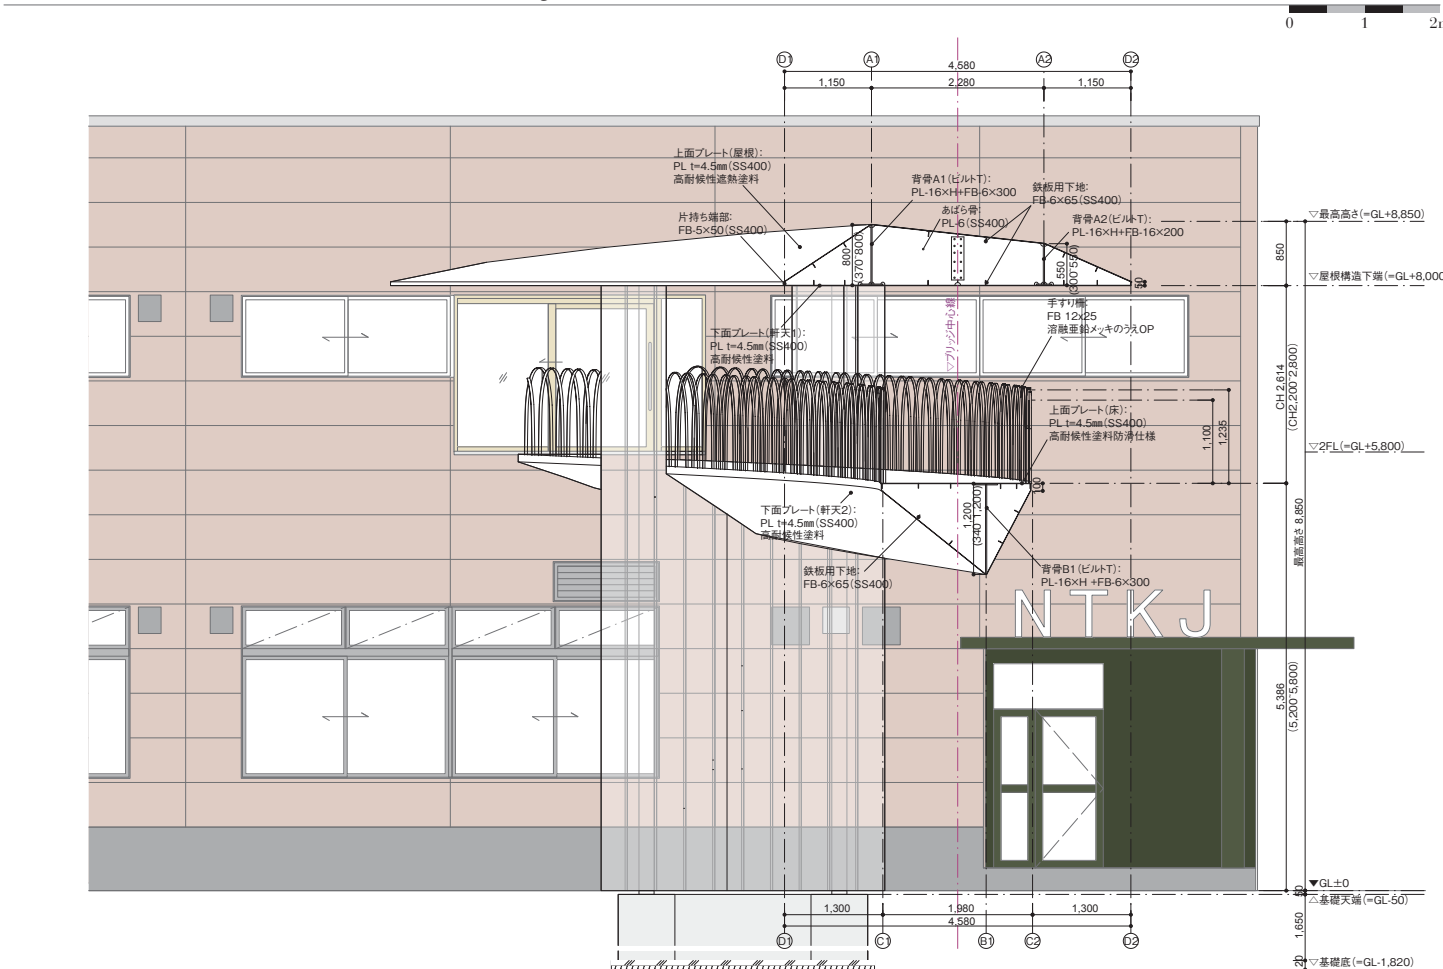 0 1 2m
D1 A1 A2 D2
4,580
1,150 2,280 1,150
上面プレート(屋根):
PL t=4.5mm(SS400)
高耐候性遮熱塗料
背骨A1(ビルトT):
PL-16×H+FB-6×300
鉄板用下地:
FB-6×65(SS400)
あばら骨:
PL-6(SS400)
片持ち端部:
FB-5×50(SS400)
背骨A2(ビルトT):
PL-16×H+FB-16×200
▽最高高さ(=GL+8,850)
850
800
(370~800)
550
(300~550)
50
▽屋根構造下端(=GL+8,000)
手すり柵:
FB 12x25
溶融亜鉛メッキのうえOP
▽ブリッジ中心線
下面プレート(軒天1):
PL t=4.5mm(SS400)
高耐候性塗料
CH 2,614
(CH2,200~2,800)
上面プレート(床):
PL t=4.5mm(SS400)
高耐候性塗料防滑仕様
1,100
1,235
▽2FL(=GL+5,800)
100
1,200
(340~1,200)
下面プレート(軒天2):
PL t=4.5mm(SS400)
高耐候性塗料
最高高さ 8,850
鉄板用下地:
FB-6×65(SS400)
背骨B1(ビルトT):
PL-16×H +FB-6×300
NTKJ
5,386
(5,200~5,800)
▼GL±0
50
△基礎天端(=GL-50)
1,300 1,980 1,300
4,580
1,650
D1 C1 B1 C2 D2
▽基礎底(=GL-1,820)